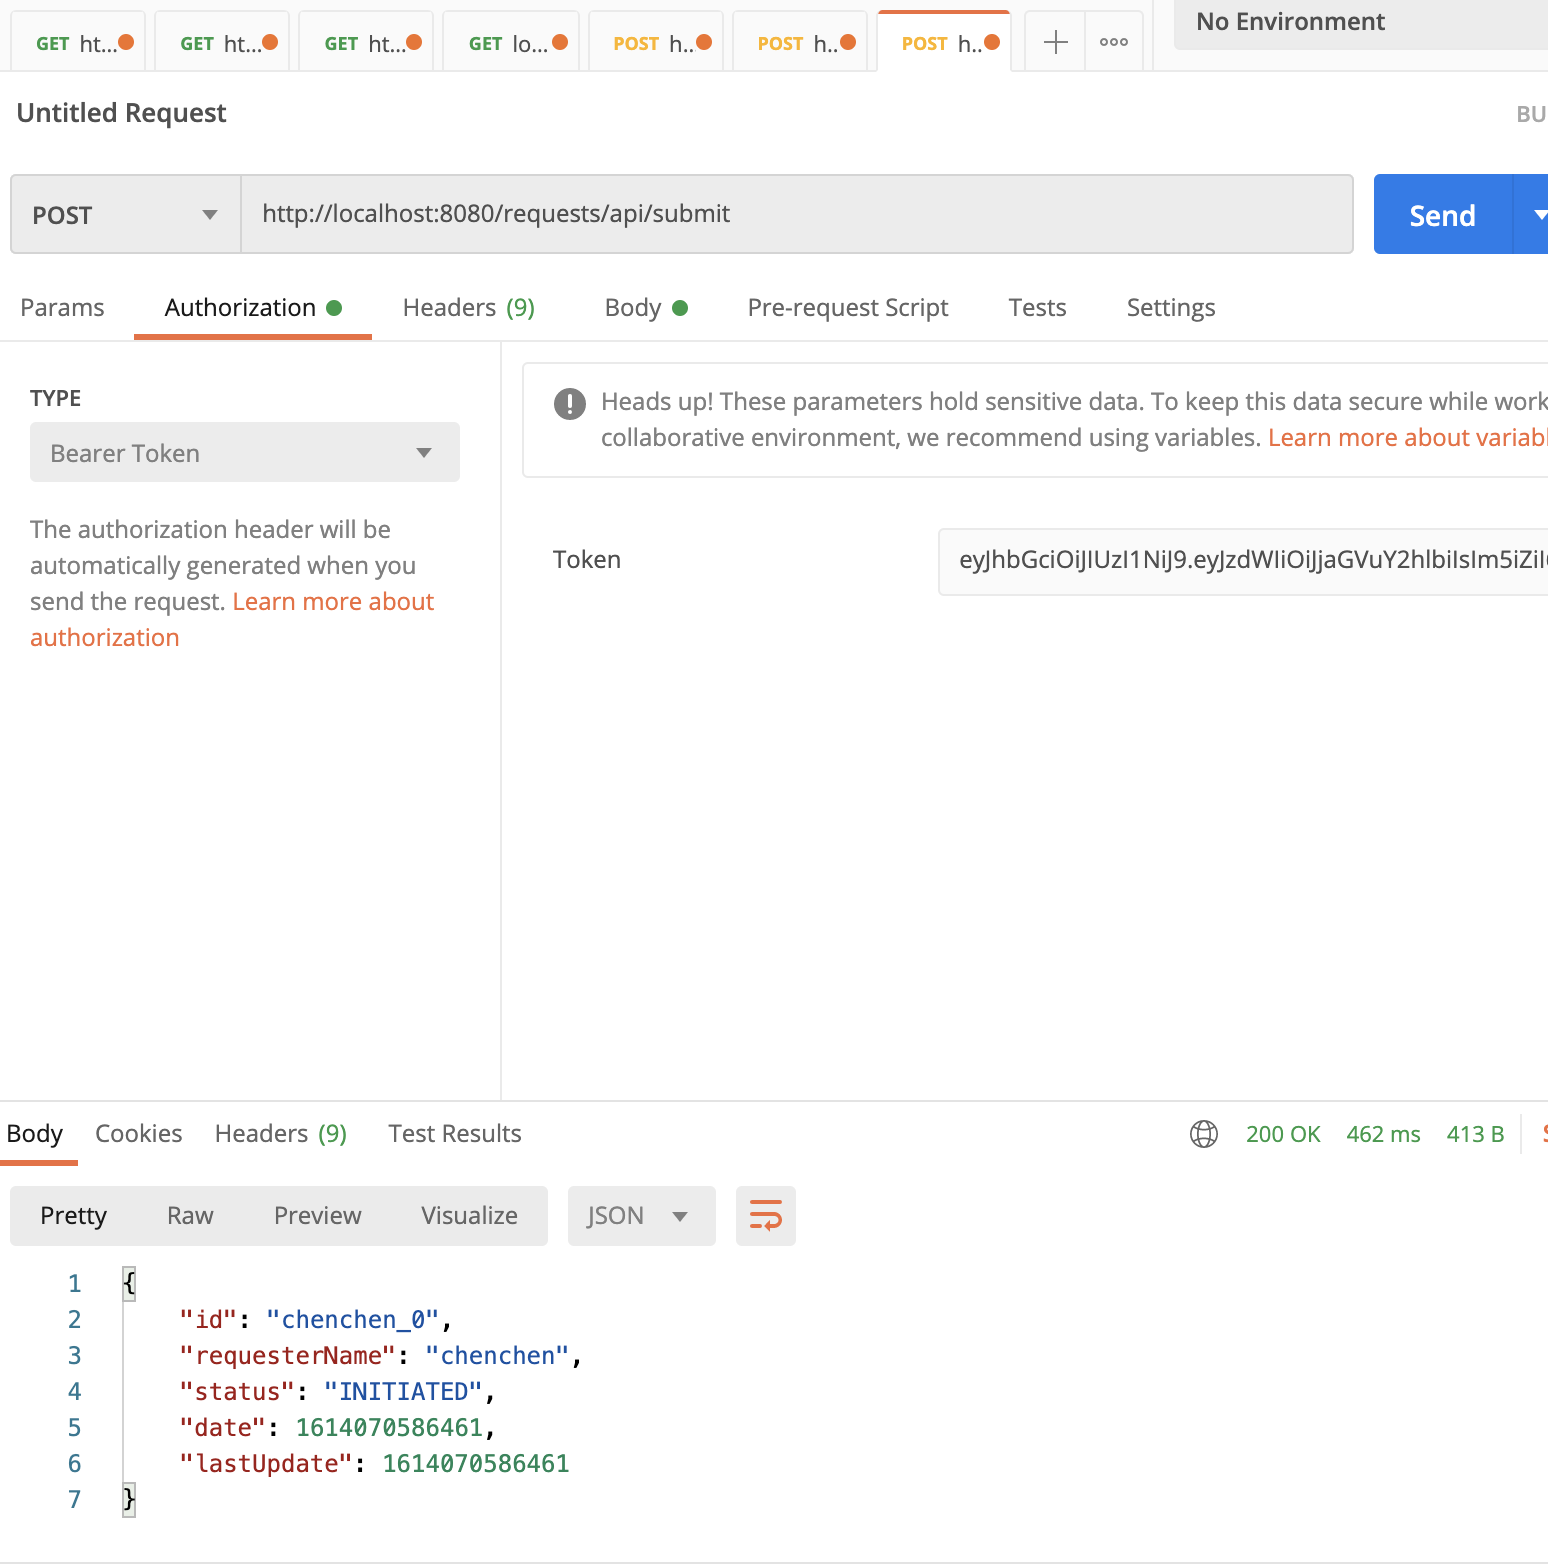 GET ht... GET ht... GET ht... GET lo... POST h.. POST h.. POST h.. No Environment
Untitled Request BU
POST http://localhost:8080/requests/api/submit Send
Params Authorization Headers (9) Body Pre-request Script Tests Settings
TYPE
Bearer Token
The authorization header will be
automatically generated when you
send the request. Learn more about
authorization
Heads up! These parameters hold sensitive data. To keep this data secure while work
collaborative environment, we recommend using variables. Learn more about variabl
Token eyJhbGciOiJIUzI1NiJ9.eyJzdWIiOiJjaGVuY2hlbiIsIm5iZiI
Body Cookies Headers (9) Test Results 200 OK 462 ms 413 B
Pretty Raw Preview Visualize JSON
1 {
2 "id": "chenchen_0",
3 "requesterName": "chenchen",
4 "status": "INITIATED",
5 "date": 1614070586461,
6 "lastUpdate": 1614070586461
7 }